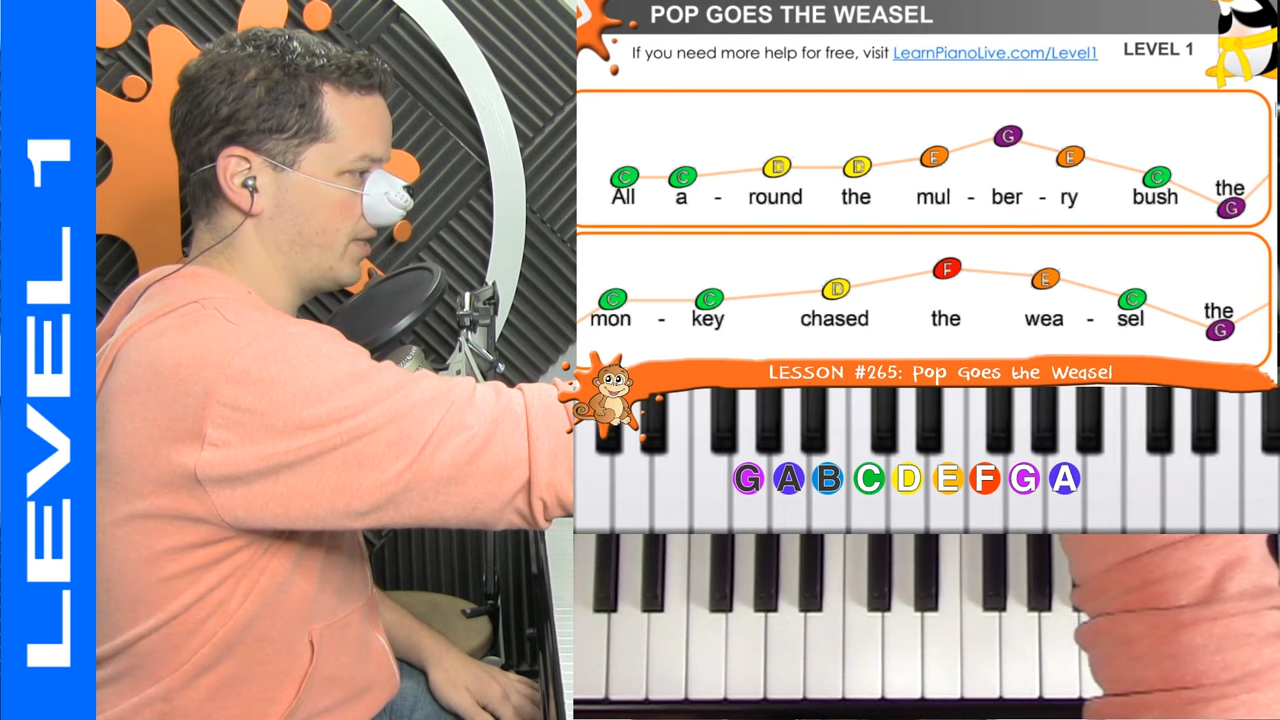 LEVEL 1
POP GOES THE WEASEL
If you need more help for free, visit LearnPianoLive.com/Level1
LEVEL 1
C C D D E G E C G
All a - round the mul - ber - ry bush the
C C D F E C G
mon - key chased the wea - sel the
LESSON #265: Pop Goes the Weasel
G A B C D E F G A